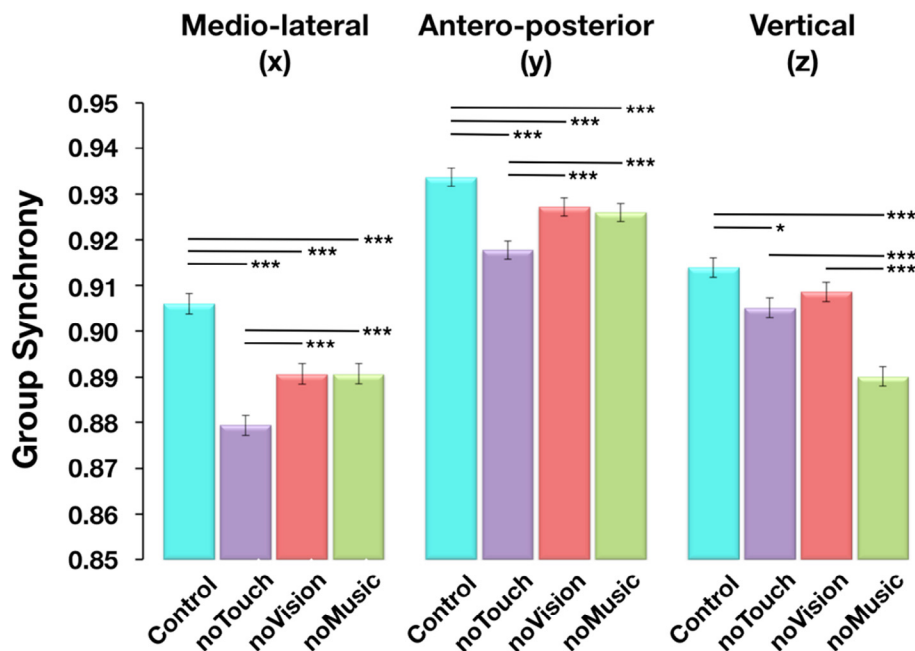 Medio-lateral
(x)
Antero-posterior
(y)
Vertical
(z)
Group Synchrony
0.95
0.94
0.93
0.92
0.91
0.90
0.89
0.88
0.87
0.86
0.85
***
***
***
***
***
***
***
***
***
***
***
*
***
***
Control
noTouch
noVision
noMusic
Control
noTouch
noVision
noMusic
Control
noTouch
noVision
noMusic